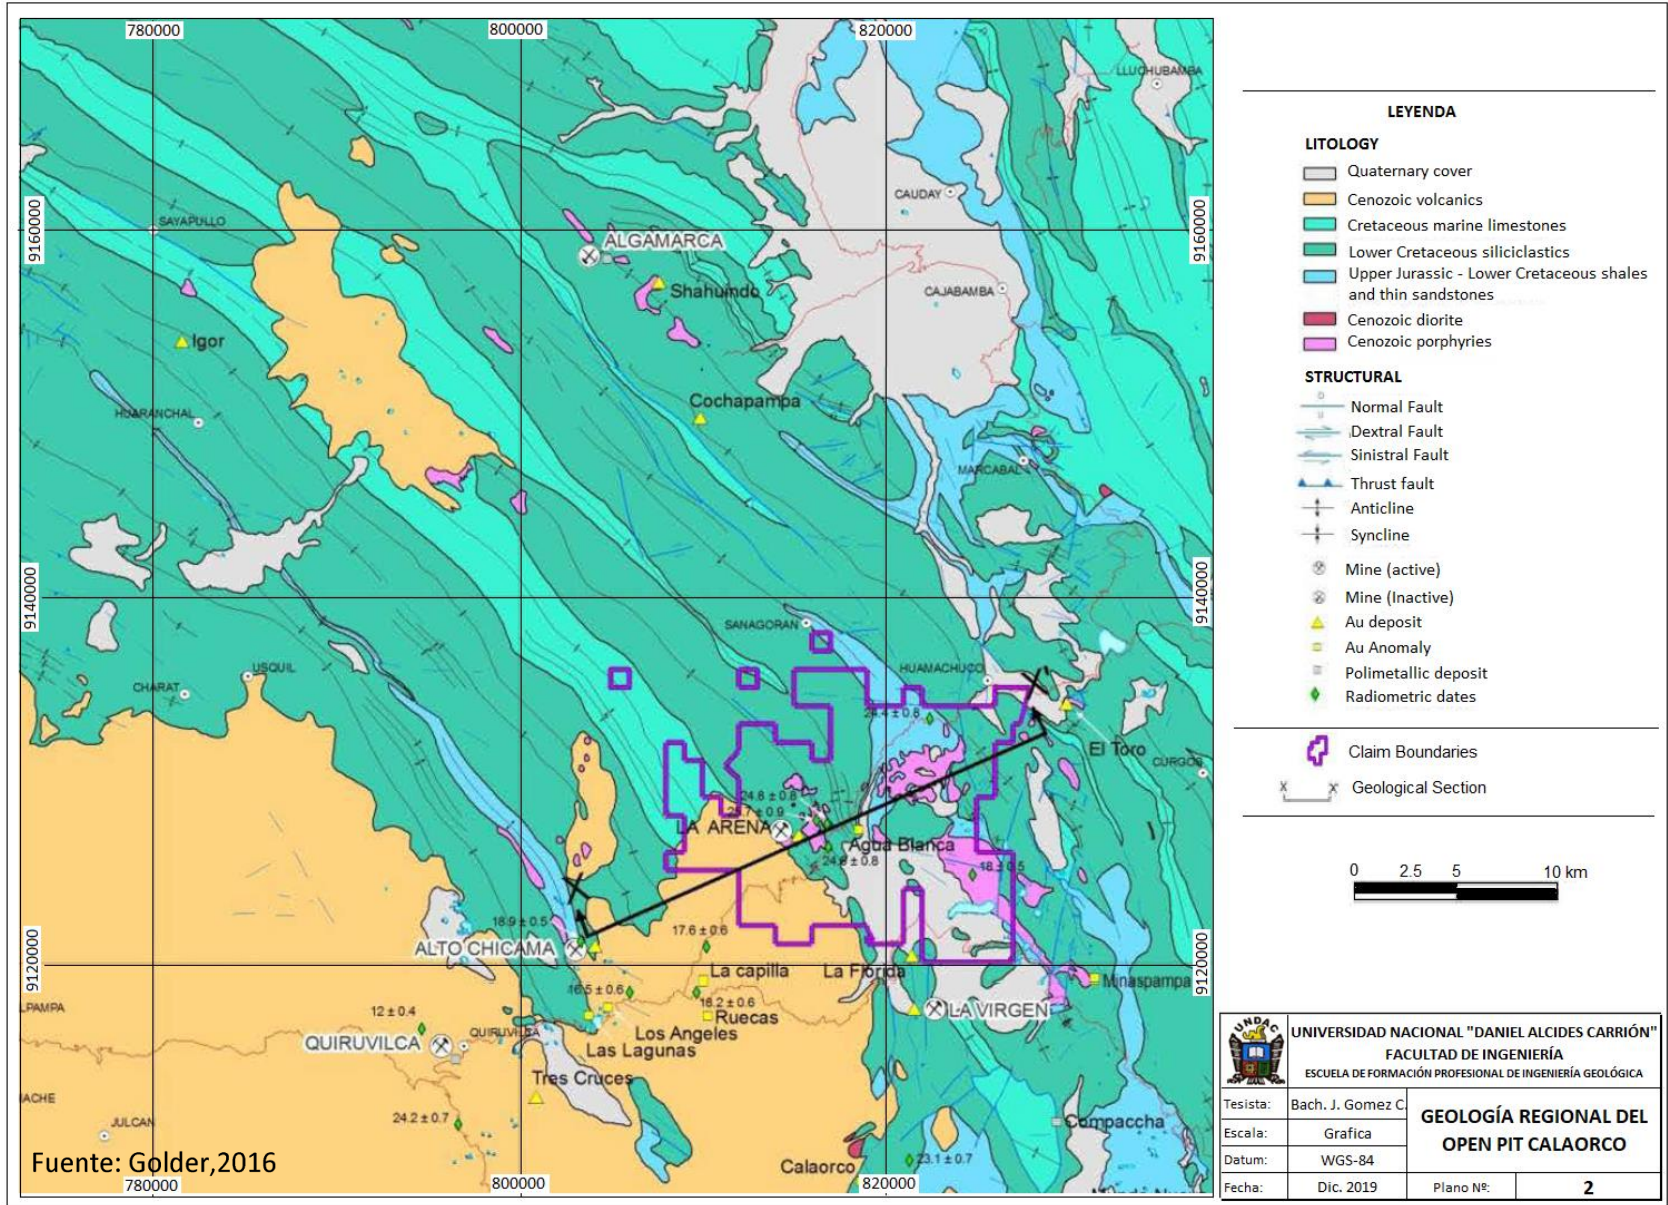 780000
800000
820000
LLUCHUBAMBA
CAUDAY
SAYAPULLO
9160000
9160000
ALGAMARCA
Shahuindo
CAJABAMBA
Igor
Cochapampa
HUARANCHAL
MARCABAL
9140000
9140000
SANAGORAN
USQUIL
CHARAT
HUAMACHUCO
24.4 ± 0.8
X
El Toro
CURGOS
24.8 ± 0.8
25.7 ± 0.9
LA ARENA
Agua Blanca
24.6 ± 0.8
18 ± 0.5
X
18.9 ± 0.5
17.6 ± 0.6
ALTO CHICAMA
9120000
9120000
La capilla
La Florida
Minaspampa
16.5 ± 0.6
18.2 ± 0.6
LPAMPA
12 ± 0.4
Ruecas
LA VIRGEN
QUIRUVILCA
QUIRUVILCA
Los Angeles
Las Lagunas
Tres Cruces
IACHE
24.2 ± 0.7
JULCAN
Compaccha
Calaorco
23.1 ± 0.7
Fuente: Golder,2016
780000
800000
820000
LEYENDA
LITOLOGY
Quaternary cover
Cenozoic volcanics
Cretaceous marine limestones
Lower Cretaceous siliciclastics
Upper Jurassic - Lower Cretaceous shales
and thin sandstones
Cenozoic diorite
Cenozoic porphyries
STRUCTURAL
Normal Fault
Dextral Fault
Sinistral Fault
Thrust fault
Anticline
Syncline
Mine (active)
Mine (Inactive)
Au deposit
Au Anomaly
Polimetallic deposit
Radiometric dates
Claim Boundaries
X X Geological Section
0 2.5 5 10 km
UNDAC
UNIVERSIDAD NACIONAL "DANIEL ALCIDES CARRIÓN"
FACULTAD DE INGENIERÍA
ESCUELA DE FORMACIÓN PROFESIONAL DE INGENIERÍA GEOLÓGICA
Tesista: Bach. J. Gomez C.
Escala: Grafica
Datum: WGS-84
Fecha: Dic. 2019
GEOLOGÍA REGIONAL DEL
OPEN PIT CALAORCO
Plano Nº: 2